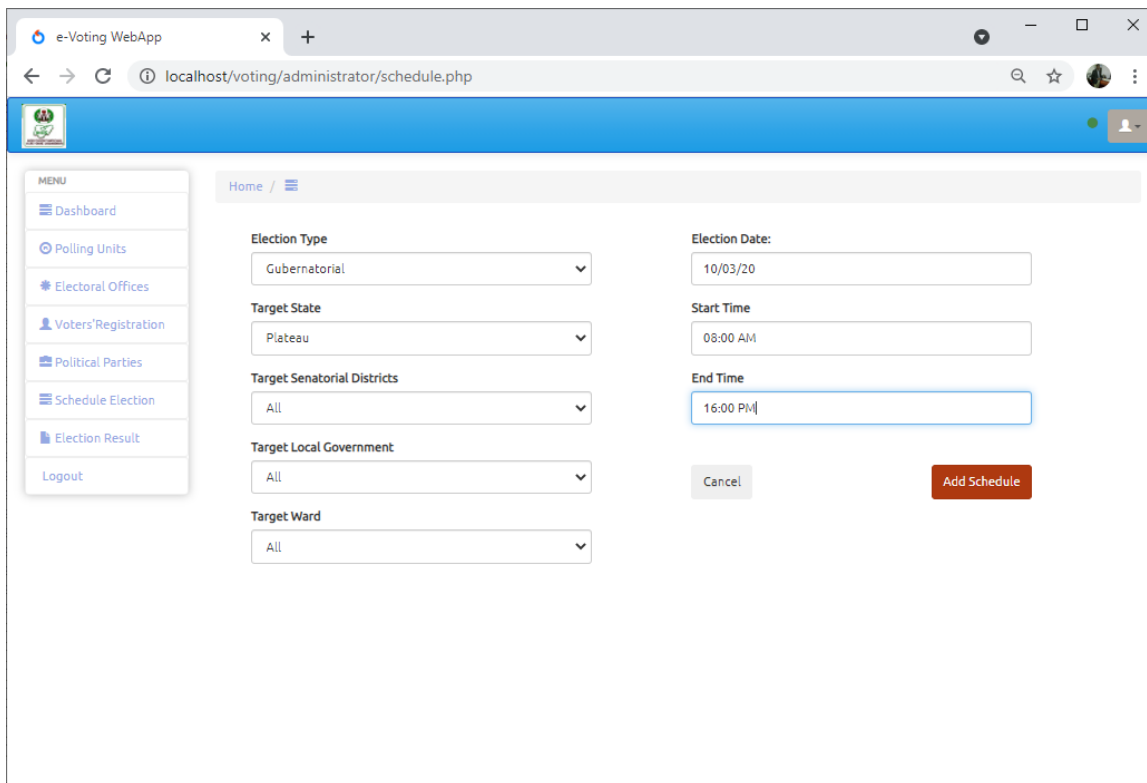 e-Voting WebApp
localhost/voting/administrator/schedule.php
MENU
Dashboard
Polling Units
Electoral Offices
Voters'Registration
Political Parties
Schedule Election
Election Result
Logout
Home /
Election Type
Gubernatorial
Target State
Plateau
Target Senatorial Districts
All
Target Local Government
All
Target Ward
All
Election Date:
10/03/20
Start Time
08:00 AM
End Time
16:00 PM
Cancel
Add Schedule